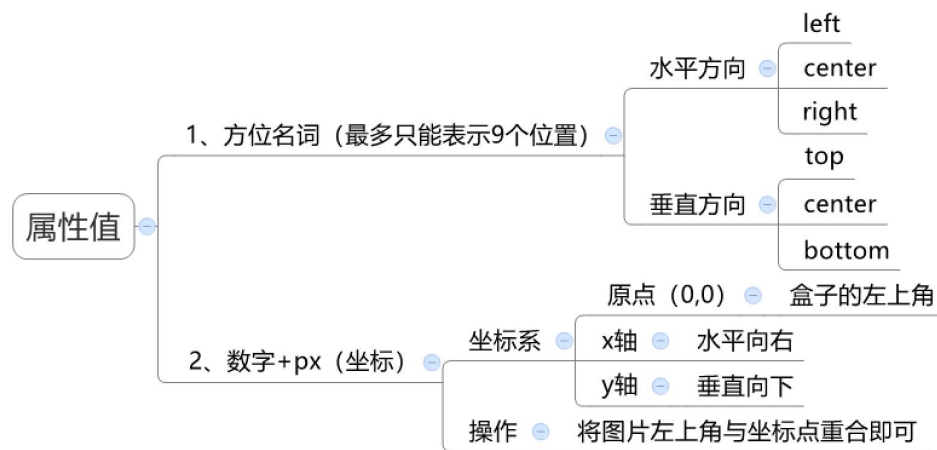 属性值
1、方位名词（最多只能表示9个位置）
水平方向
left
center
right
垂直方向
top
center
bottom
2、数字+px（坐标）
坐标系
原点（0,0） 盒子的左上角
x轴 水平向右
y轴 垂直向下
操作 将图片左上角与坐标点重合即可